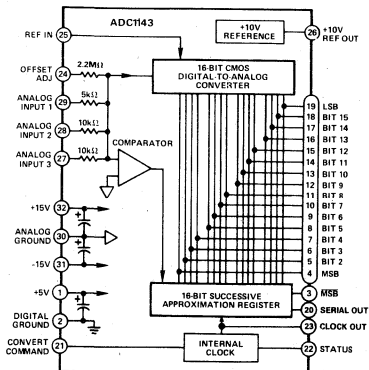 ADC1143
REF IN
25
+10V
REFERENCE
26
+10V
REF OUT
OFFSET
ADJ
24
2.2MΩ
16-BIT CMOS
DIGITAL-TO-ANALOG
CONVERTER
ANALOG
INPUT 1
29
5kΩ
ANALOG
INPUT 2
28
10kΩ
ANALOG
INPUT 3
27
10kΩ
COMPARATOR
19 LSB
18 BIT 15
17 BIT 14
16 BIT 13
15 BIT 12
14 BIT 11
13 BIT 10
12 BIT 9
11 BIT 8
10 BIT 7
9 BIT 6
8 BIT 5
7 BIT 4
6 BIT 3
5 BIT 2
4 MSB
+15V
32
+
ANALOG
GROUND
30
+
-15V
31
+5V
1
+
DIGITAL
GROUND
2
16-BIT SUCCESSIVE
APPROXIMATION REGISTER
3 MSB
20 SERIAL OUT
23 CLOCK OUT
CONVERT
COMMAND
21
INTERNAL
CLOCK
22 STATUS